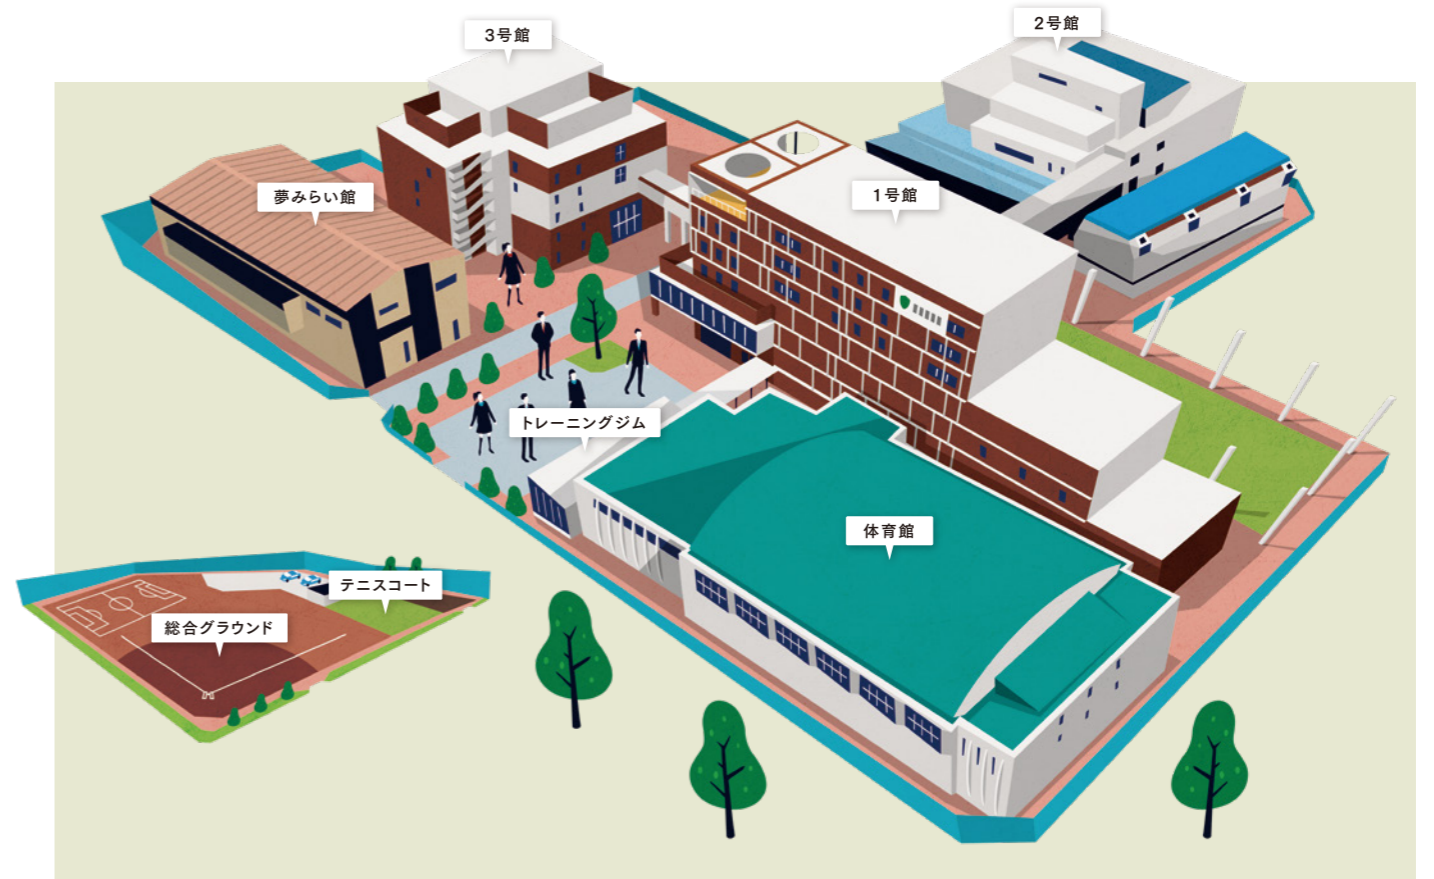 3号館
2号館
夢みらい館
1号館
トレーニングジム
体育館
テニスコート
総合グラウンド